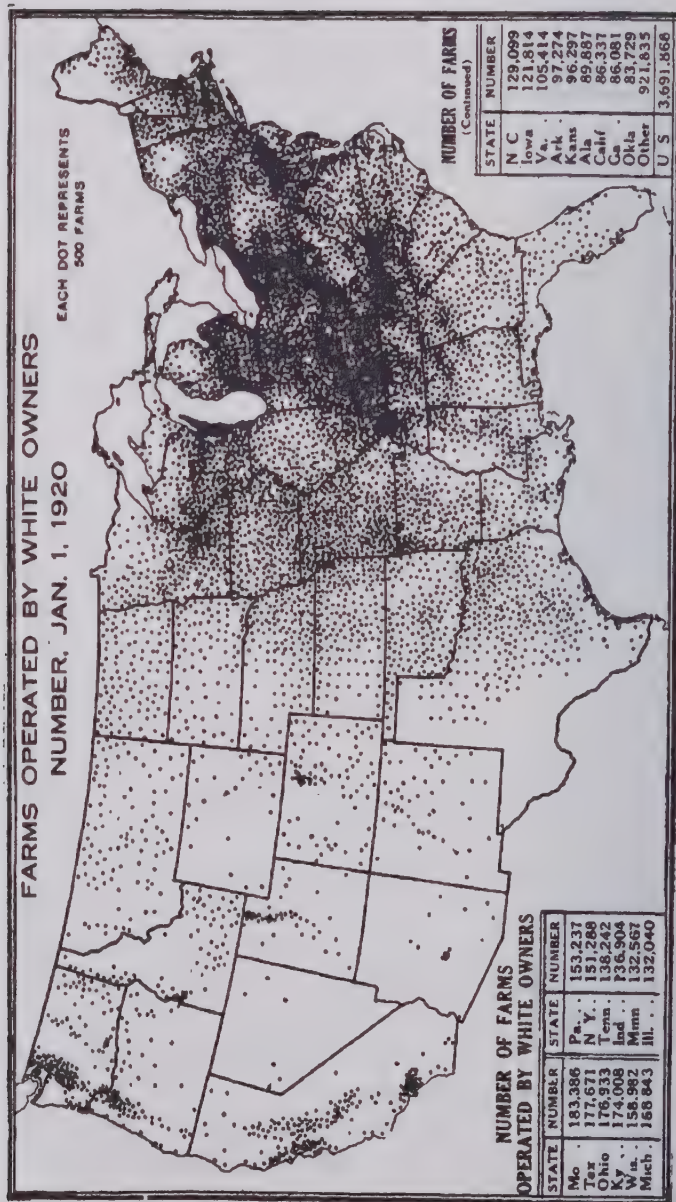 FARMS OPERATED BY WHITE OWNERS
NUMBER, JAN. 1, 1920
EACH DOT REPRESENTS
500 FARMS
NUMBER OF FARMS
OPERATED BY WHITE OWNERS
STATE NUMBER STATE NUMBER
Mo 183,386 Pa. . 153,237
Tex 177,671 N Y. . 151,288
Ohio 176,933 Tenn. . 138,242
Ky . . 174,008 Ind . . 136,904
Wis. 158,982 Minn 132,567
Mich. 168,843 Ill. . . 132,040
NUMBER OF FARMS
(Continued)
STATE NUMBER
N C 129,099
Iowa 121,814
Va. . 105,414
Ark . 97,274
Kans 96,297
Ala 89,887
Calif 86,337
Ga . 86,081
Okla 83,729
Other 921,835
U S 3,691,868